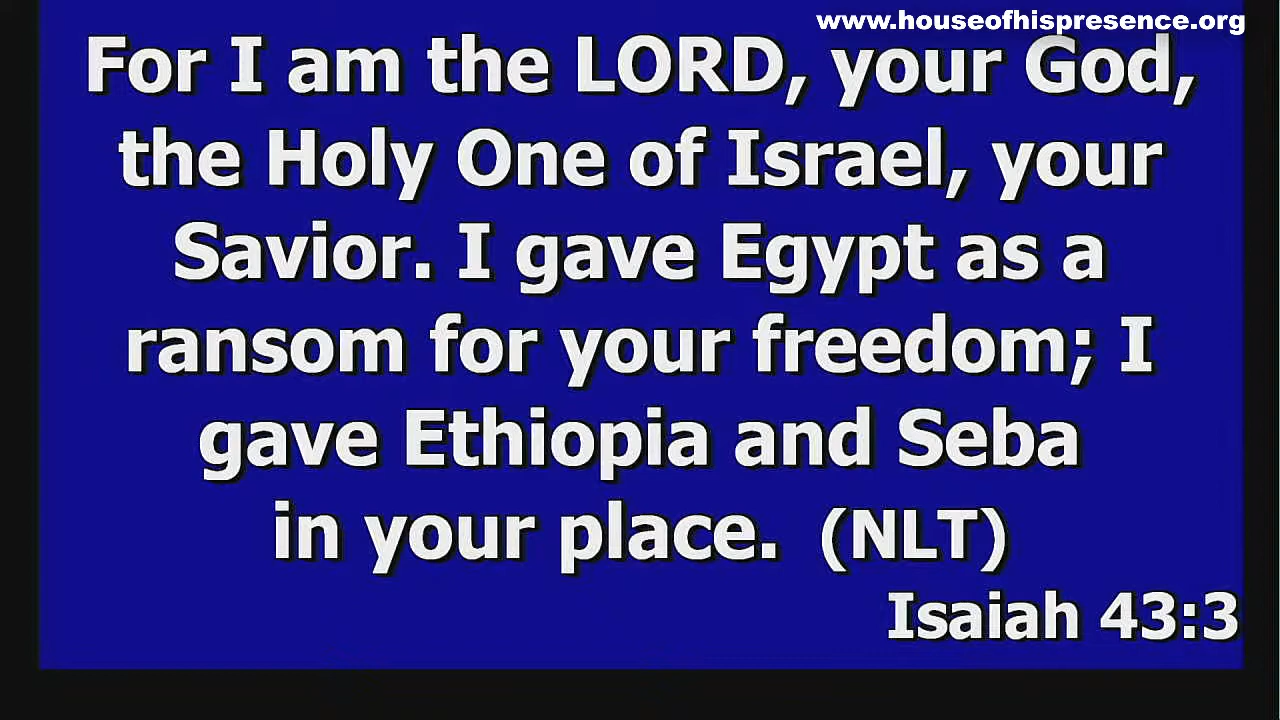 www.houseofhispresence.org
For I am the LORD, your God,
the Holy One of Israel, your
Savior. I gave Egypt as a
ransom for your freedom; I
gave Ethiopia and Seba
in your place. (NLT)
Isaiah 43:3